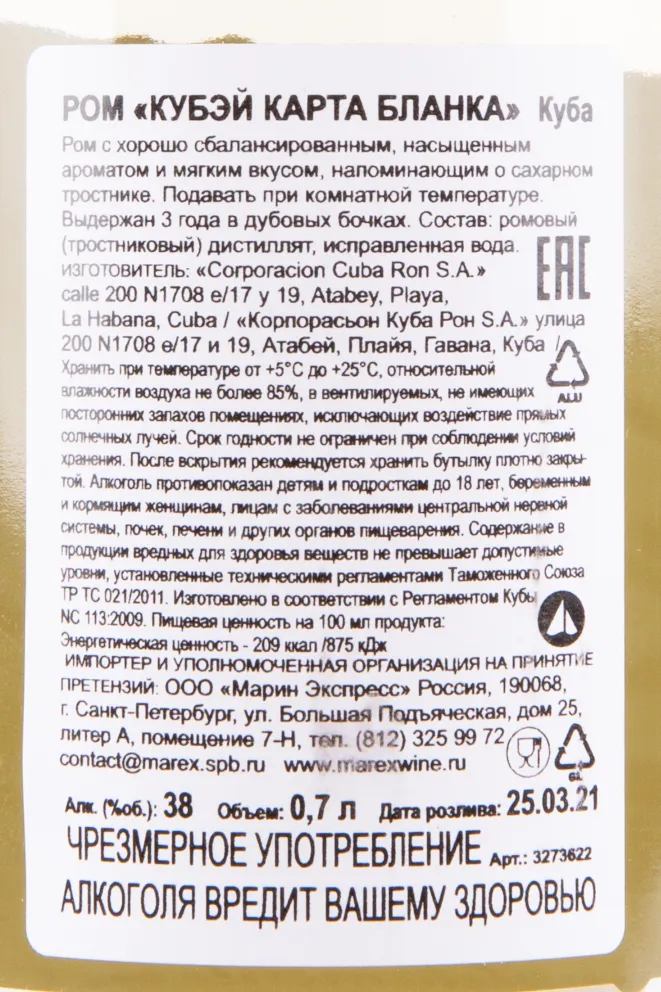 РОМ «КУБЭЙ КАРТА БЛАНКА» Куба
Ром с хорошо сбалансированным, насыщенным
ароматом и мягким вкусом, напоминающим о сахарном
тростнике. Подавать при комнатной температуре.
Выдержан 3 года в дубовых бочках. Состав: ромовый
(тростниковый) дистиллят, исправленная вода.
ИЗГОТОВИТЕЛЬ: «Corporacion Cuba Ron S.A.»
EAC
calle 200 N1708 e/17 y 19, Atabey, Playa,
La Habana, Cuba / «Корпорасьон Куба Рон S.A.» улица
200 N1708 e/17 и 19, Атабей, Плайя, Гавана, Куба /
Хранить при температуре от +5°С до +25°С, относительной
влажности воздуха не более 85%, в вентилируемых, не имеющих
ALU
посторонних запахов помещениях, исключающих воздействие прямых
солнечных лучей. Срок годности не ограничен при соблюдении условий
хранения. После вскрытия рекомендуется хранить бутылку плотно закры-
той. Алкоголь противопоказан детям и подросткам до 18 лет, беременным
и кормящим женщинам, лицам с заболеваниями центральной нервной
системы, почек, печени и других органов пищеварения. Содержание в
продукции вредных для здоровья веществ не превышает допустимые
уровни, установленные техническими регламентами Таможенного Союза
ТР ТС 021/2011. Изготовлено в соответствии с Регламентом Кубы
NC 113:2009. Пищевая ценность на 100 мл продукта:
Энергетическая ценность - 209 ккал /875 кДж
ИМПОРТЕР И УПОЛНОМОЧЕННАЯ ОРГАНИЗАЦИЯ НА ПРИНЯТИЕ
ПРЕТЕНЗИЙ: ООО «Марин Экспресс» Россия, 190068,
г. Санкт-Петербург, ул. Большая Подъяческая, дом 25,
литер А, помещение 7-Н, тел. (812) 325 99 72
contact@marex.spb.ru www.marexwine.ru
GL
Алк. (%об.): 38 Объем: 0,7 л Дата розлива: 25.03.21
ЧРЕЗМЕРНОЕ УПОТРЕБЛЕНИЕ Арт.: 3273622
АЛКОГОЛЯ ВРЕДИТ ВАШЕМУ ЗДОРОВЬЮ